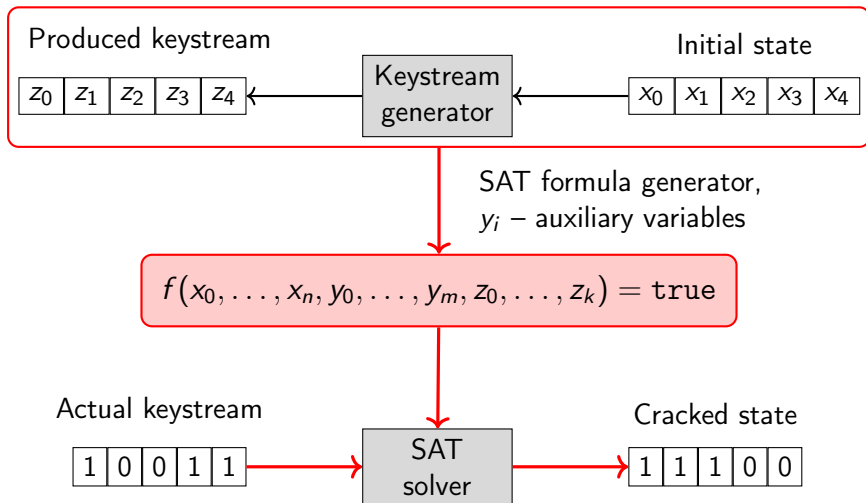 Produced keystream
Initial state
z₀ z₁ z₂ z₃ z₄
Keystream
generator
x₀ x₁ x₂ x₃ x₄
SAT formula generator,
yᵢ – auxiliary variables
f(x₀, . . . , xₙ, y₀, . . . , yₘ, z₀, . . . , zₖ) = true
Actual keystream
Cracked state
1 0 0 1 1
SAT
solver
1 1 1 0 0